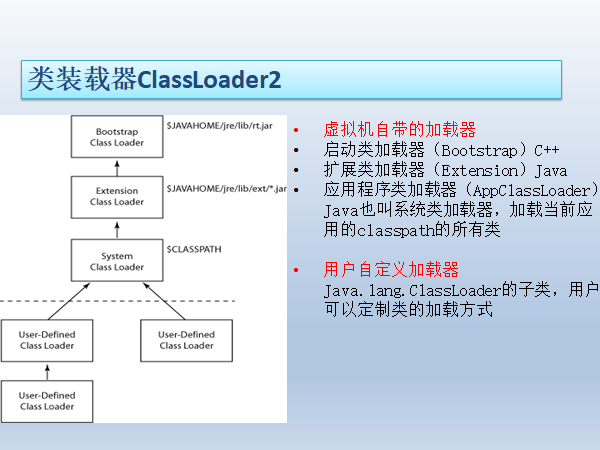 类装载器ClassLoader2
Bootstrap
Class Loader
$JAVAHOME/jre/lib/rt.jar
Extension
Class Loader
$JAVAHOME/jre/lib/ext/*.jar
System
Class Loader
$CLASSPATH
User-Defined
Class Loader
User-Defined
Class Loader
User-Defined
Class Loader
• 虚拟机自带的加载器
• 启动类加载器（Bootstrap）C++
• 扩展类加载器（Extension）Java
• 应用程序类加载器（AppClassLoader）
Java也叫系统类加载器，加载当前应
用的classpath的所有类
• 用户自定义加载器
Java.lang.ClassLoader的子类，用户
可以定制类的加载方式